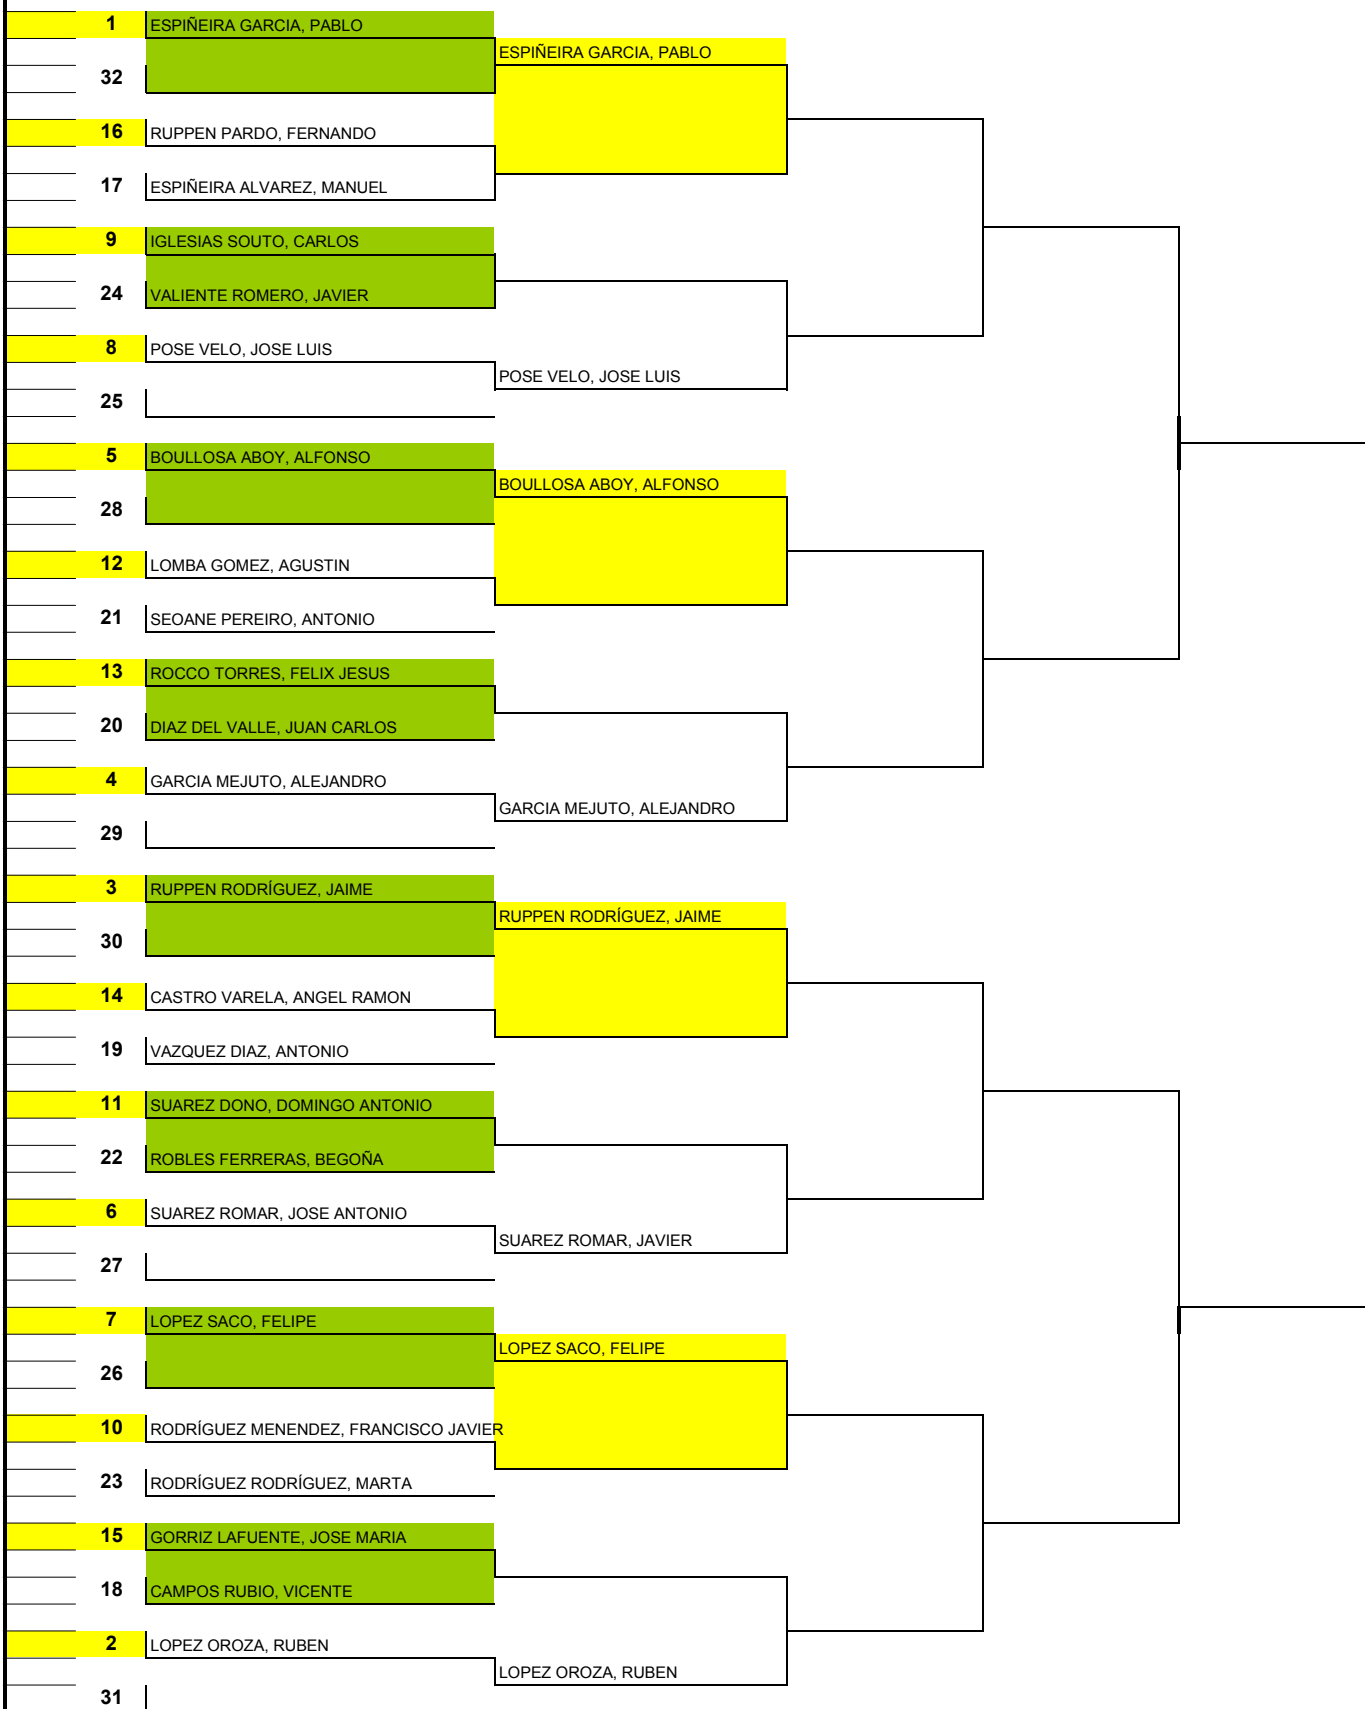 1 ESPIÑEIRA GARCIA, PABLO
ESPIÑEIRA GARCIA, PABLO
32
16 RUPPEN PARDO, FERNANDO
17 ESPIÑEIRA ALVAREZ, MANUEL
9 IGLESIAS SOUTO, CARLOS
24 VALIENTE ROMERO, JAVIER
8 POSE VELO, JOSE LUIS
POSE VELO, JOSE LUIS
25
5 BOULLOSA ABOY, ALFONSO
BOULLOSA ABOY, ALFONSO
28
12 LOMBA GOMEZ, AGUSTIN
21 SEOANE PEREIRO, ANTONIO
13 ROCCO TORRES, FELIX JESUS
20 DIAZ DEL VALLE, JUAN CARLOS
4 GARCIA MEJUTO, ALEJANDRO
GARCIA MEJUTO, ALEJANDRO
29
3 RUPPEN RODRÍGUEZ, JAIME
RUPPEN RODRÍGUEZ, JAIME
30
14 CASTRO VARELA, ANGEL RAMON
19 VAZQUEZ DIAZ, ANTONIO
11 SUAREZ DONO, DOMINGO ANTONIO
22 ROBLES FERRERAS, BEGOÑA
6 SUAREZ ROMAR, JOSE ANTONIO
SUAREZ ROMAR, JAVIER
27
7 LOPEZ SACO, FELIPE
LOPEZ SACO, FELIPE
26
10 RODRÍGUEZ MENENDEZ, FRANCISCO JAVIER
23 RODRÍGUEZ RODRÍGUEZ, MARTA
15 GORRIZ LAFUENTE, JOSE MARIA
18 CAMPOS RUBIO, VICENTE
2 LOPEZ OROZA, RUBEN
LOPEZ OROZA, RUBEN
31